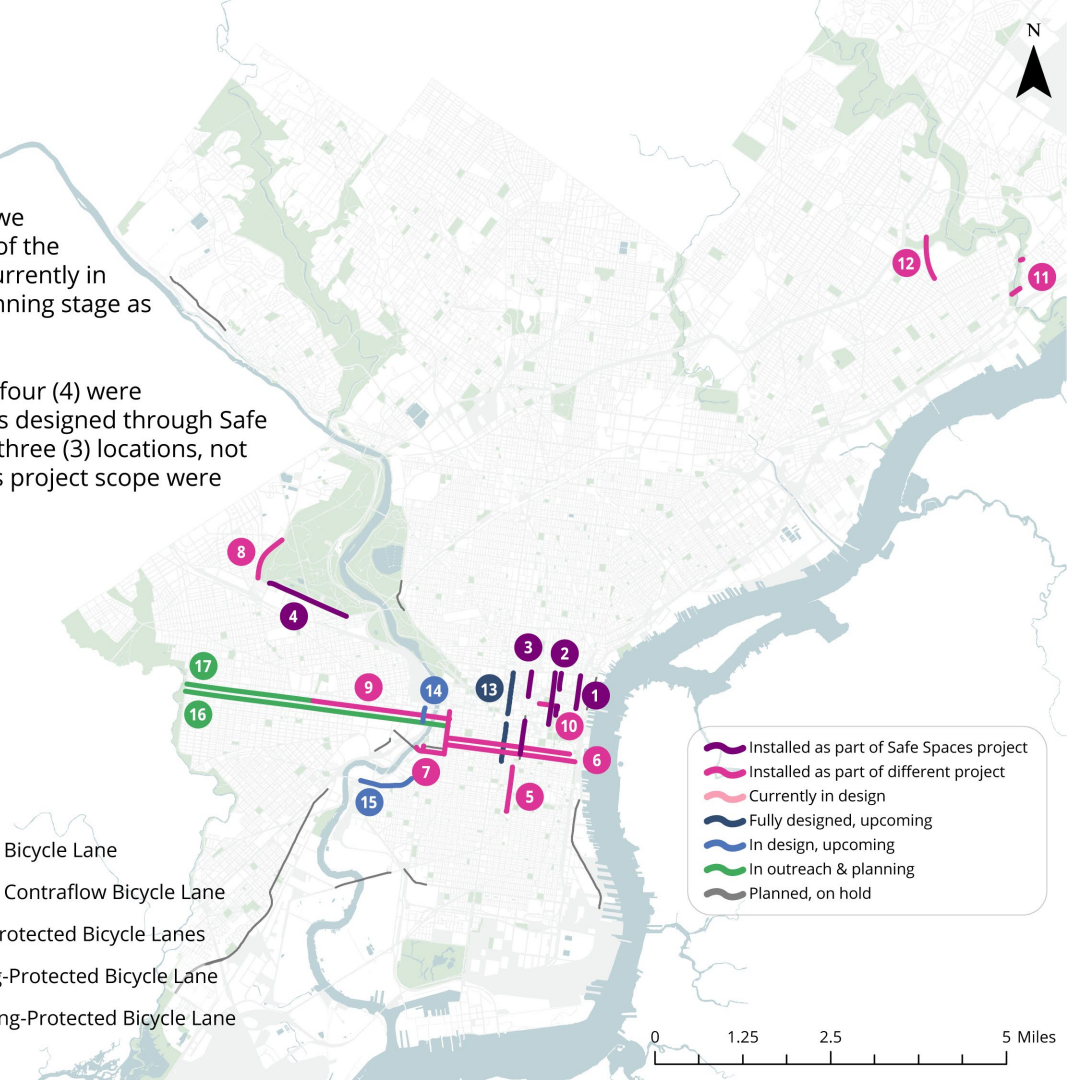 N
we
of the
urrently in
nning stage as
four (4) were
s designed through Safe
three (3) locations, not
s project scope were
12
11
8
4
3
2
17
13
1
9
14
16
10
6
7
5
15
Installed as part of Safe Spaces project
Installed as part of different project
Currently in design
Fully designed, upcoming
In design, upcoming
In outreach & planning
Planned, on hold
Bicycle Lane
Contraflow Bicycle Lane
rotected Bicycle Lanes
g-Protected Bicycle Lane
ng-Protected Bicycle Lane
0 1.25 2.5 5 Miles